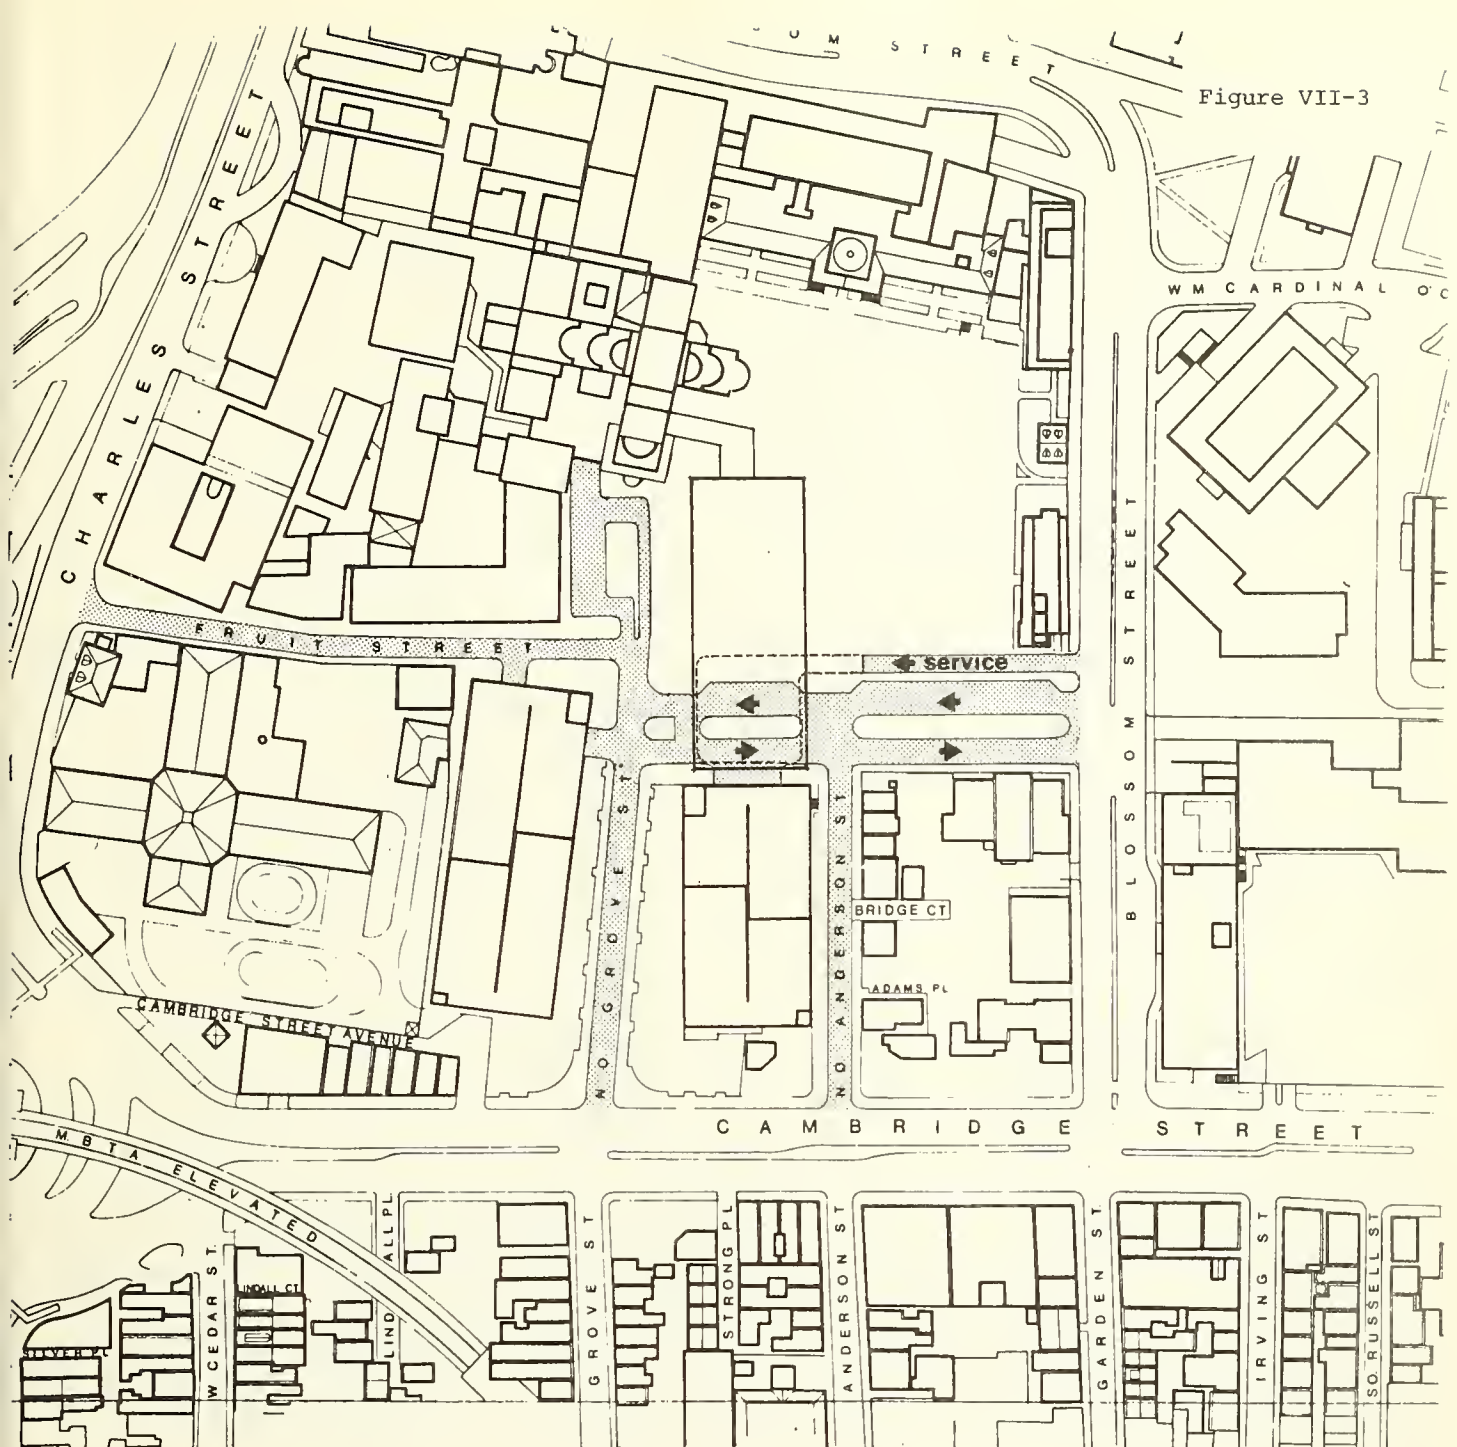 U M STREET
Figure VII-3
CHARLES STREET
WM CARDINAL O'C
FRUIT STREET
service
BLOSSOM STREET
NO GROVE ST
NO ANDERSON ST
BRIDGE CT
ADAMS PL
CAMBRIDGE STREET AVENUE
CAMBRIDGE STREET
MBTA ELEVATED
W CEDAR ST.
LINDALL PL.
LINDALL CT
GROVE ST
STRONG PL
ANDERSON ST
GARDEN ST.
IRVING ST
SO. RUSSELL ST